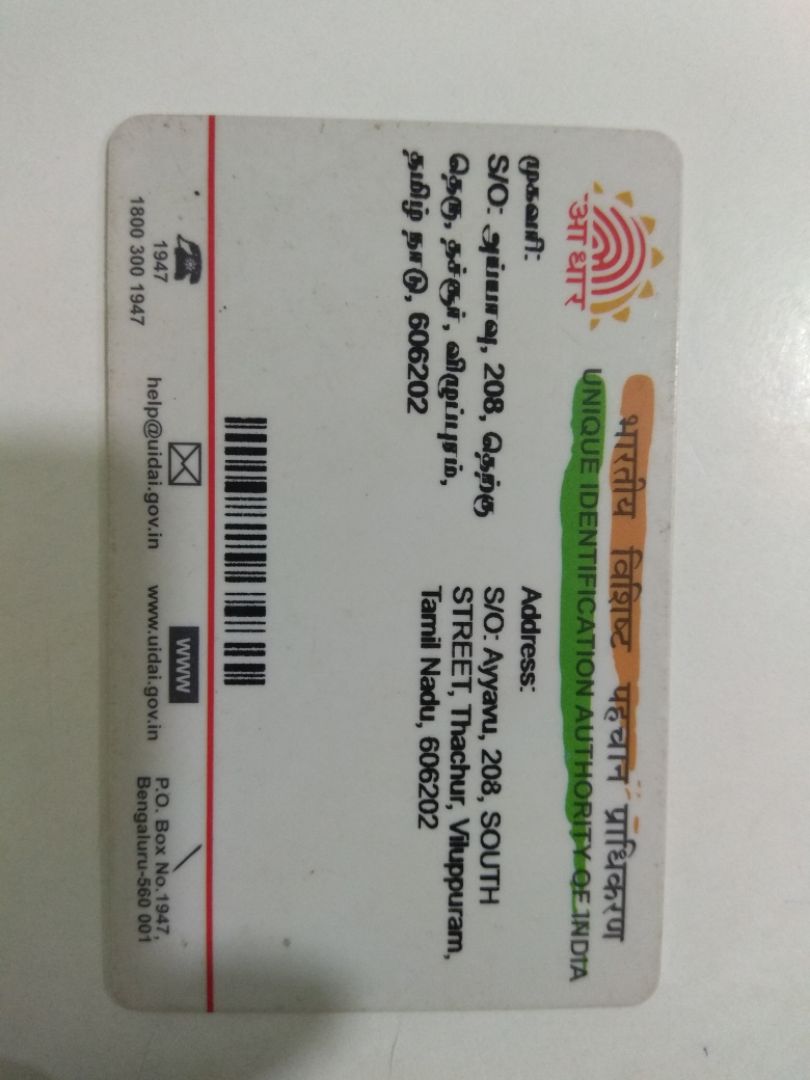 आधार
भारतीय विशिष्ट पहचान प्राधिकरण
UNIQUE IDENTIFICATION AUTHORITY OF INDIA
முகவரி:
S/O: அய்யாவு, 208, தெற்கு
தெரு, தச்சூர், விழுப்புரம்,
தமிழ் நாடு, 606202
Address:
S/O: Ayyavu, 208, SOUTH
STREET, Thachur, Viluppuram,
Tamil Nadu, 606202
1947
1800 300 1947
help@uidai.gov.in
www
www.uidai.gov.in
P.O. Box No.1947,
Bengaluru-560 001